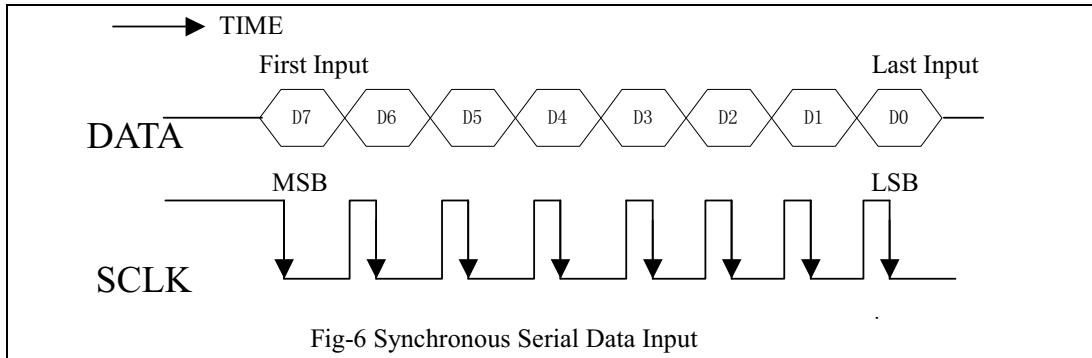 TIME
First Input Last Input
D7 D6 D5 D4 D3 D2 D1 D0
DATA
MSB LSB
SCLK
Fig-6 Synchronous Serial Data Input